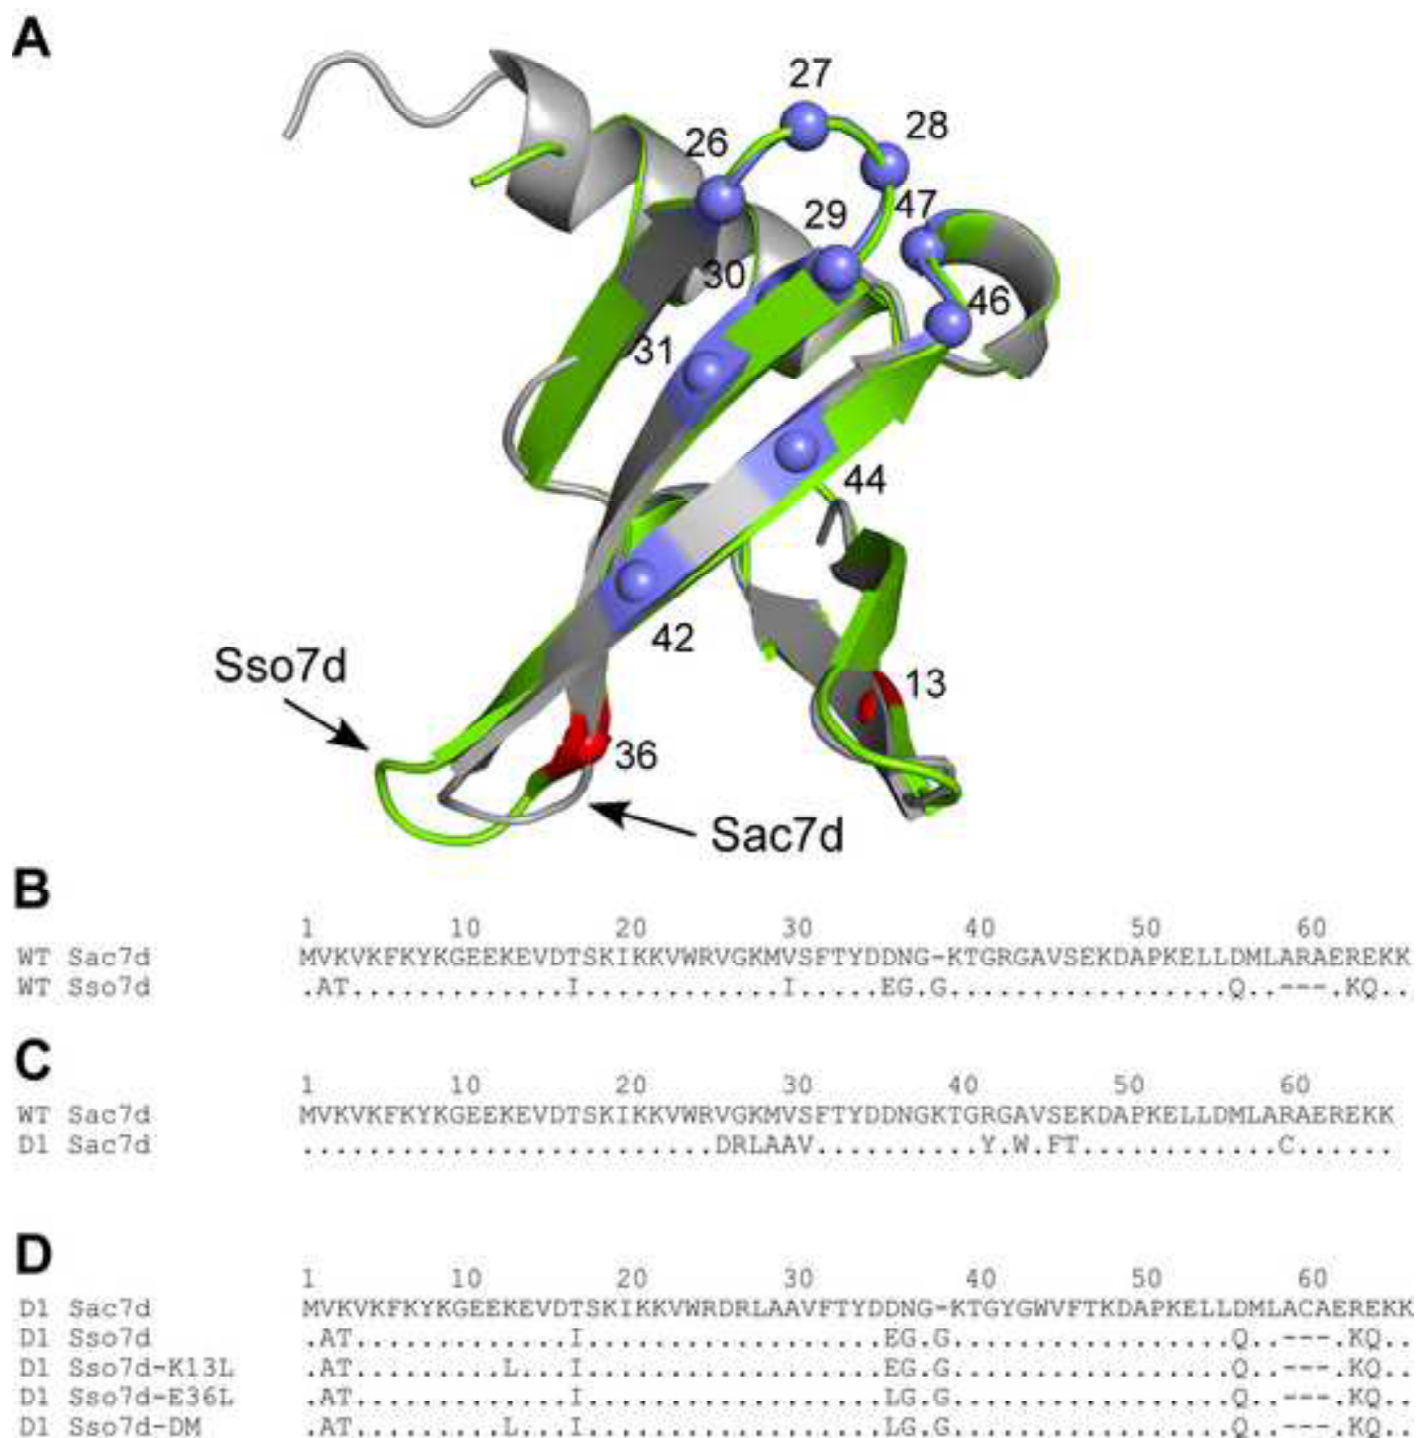 A
27
28
26
47
29
30
46
31
44
42
Sso7d
13
36
Sac7d
B
1 10 20 30 40 50 60
WT Sac7d MVKVKFKYKGEEKEVDTSKIKKVWRVGKMVSFTYDDNG-KTGRGAVSEKDAPKELLDMLARAEREKK
WT Sso7d .AT.............I............I.....EG.G.................Q..---.KQ..
C
1 10 20 30 40 50 60
WT Sac7d MVKVKFKYKGEEKEVDTSKIKKVWRVGKMVSFTYDDNGKTGRGAVSEKDAPKELLDMLARAEREKK
D1 Sac7d .........................DRLAAV..........Y.W.FT............C......
D
1 10 20 30 40 50 60
D1 Sac7d MVKVKFKYKGEEKEVDTSKIKKVWRDRLAAVFTYDDNG-KTGYGWVFTKDAPKELLDMLACAEREKK
D1 Sso7d .AT.............I..................EG.G.................Q..---.KQ..
D1 Sso7d-K13L .AT.........L...I..................EG.G.................Q..---.KQ..
D1 Sso7d-E36L .AT.............I..................LG.G.................Q..---.KQ..
D1 Sso7d-DM .AT.........L...I..................LG.G.................Q..---.KQ..